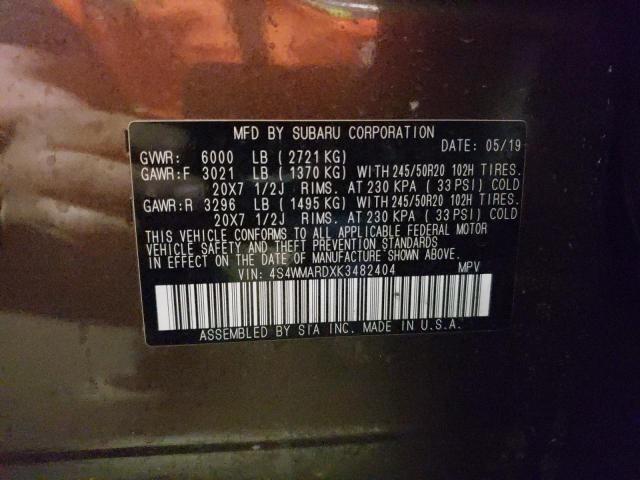 MFD BY SUBARU CORPORATION
DATE: 05/19
GVWR: 6000 LB ( 2721 KG)
GAWR:F 3021 LB ( 1370 KG) WITH 245/50R20 102H TIRES.
20X7 1/2J RIMS. AT 230 KPA ( 33 PSI) COLD
GAWR:R 3296 LB ( 1495 KG) WITH 245/50R20 102H TIRES.
20X7 1/2J RIMS. AT 230 KPA ( 33 PSI) COLD
THIS VEHICLE CONFORMS TO ALL APPLICABLE FEDERAL MOTOR
VEHICLE SAFETY AND THEFT PREVENTION STANDARDS
IN EFFECT ON THE DATE OF MANUFACTURE SHOWN ABOVE.
VIN: 4S4WMARDXK3482404 MPV
ASSEMBLED BY SIA INC. MADE IN U.S.A.